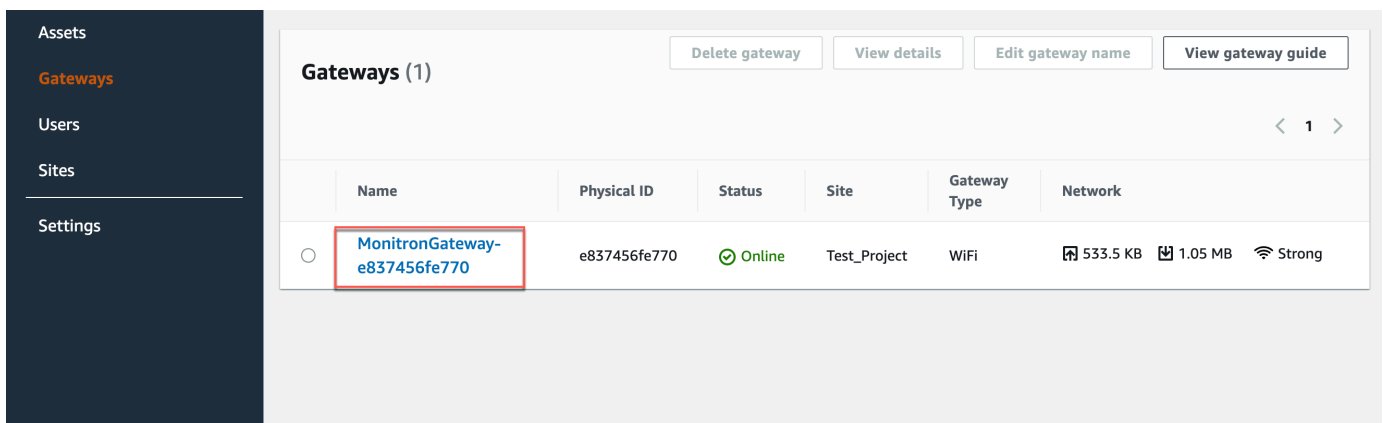 Assets
Gateways
Users
Sites
Settings
Gateways (1)
Delete gateway
View details
Edit gateway name
View gateway guide
1
Name
Physical ID
Status
Site
Gateway
Type
Network
MonitronGateway-
e837456fe770
e837456fe770
Online
Test_Project
WiFi
533.5 KB
1.05 MB
Strong